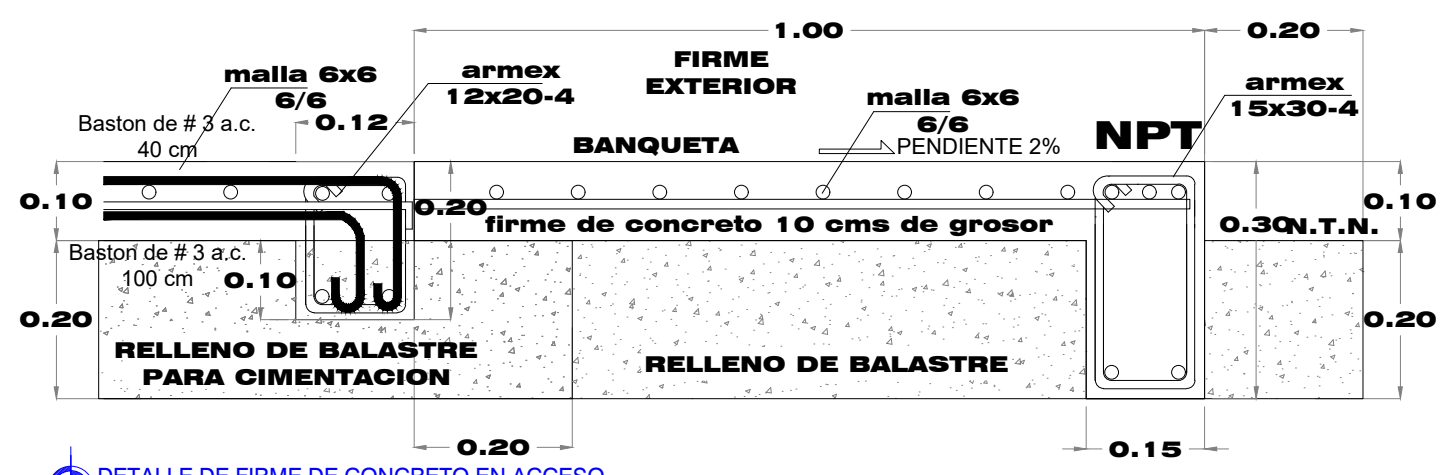 1.00
0.20
FIRME
EXTERIOR
malla 6x6
6/6
armex
12x20-4
malla 6x6
6/6
armex
15x30-4
Baston de # 3 a.c.
40 cm
0.12
BANQUETA
PENDIENTE 2%
NPT
0.10
0.20
firme de concreto 10 cms de grosor
0.30
N.T.N.
0.10
Baston de # 3 a.c.
100 cm
0.10
0.20
0.20
RELLENO DE BALASTRE
PARA CIMENTACION
RELLENO DE BALASTRE
0.20
0.15
DETALLE DE FIRME DE CONCRETO EN ACCESO